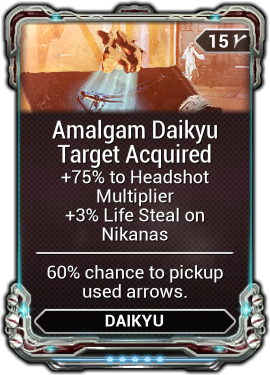 15
Amalgam Daikyu
Target Acquired
+75% to Headshot
Multiplier
+3% Life Steal on
Nikanas
60% chance to pickup
used arrows.
DAIKYU